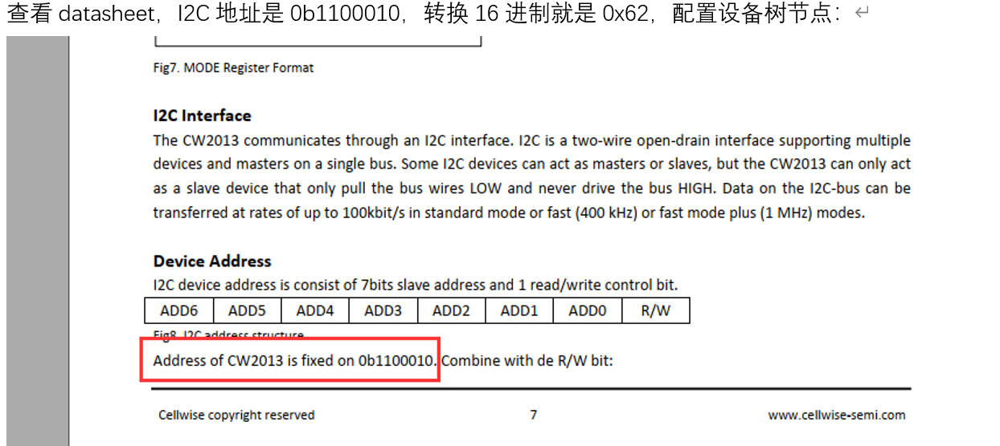 查看 datasheet，I2C 地址是 0b1100010，转换 16 进制就是 0x62，配置设备树节点：
Fig7. MODE Register Format
I2C Interface
The CW2013 communicates through an I2C interface. I2C is a two-wire open-drain interface supporting multiple
devices and masters on a single bus. Some I2C devices can act as masters or slaves, but the CW2013 can only act
as a slave device that only pull the bus wires LOW and never drive the bus HIGH. Data on the I2C-bus can be
transferred at rates of up to 100kbit/s in standard mode or fast (400 kHz) or fast mode plus (1 MHz) modes.
Device Address
I2C device address is consist of 7bits slave address and 1 read/write control bit.
ADD6 ADD5 ADD4 ADD3 ADD2 ADD1 ADD0 R/W
Fig8. I2C address structure
Address of CW2013 is fixed on 0b1100010. Combine with de R/W bit:
Cellwise copyright reserved 7 www.cellwise-semi.com